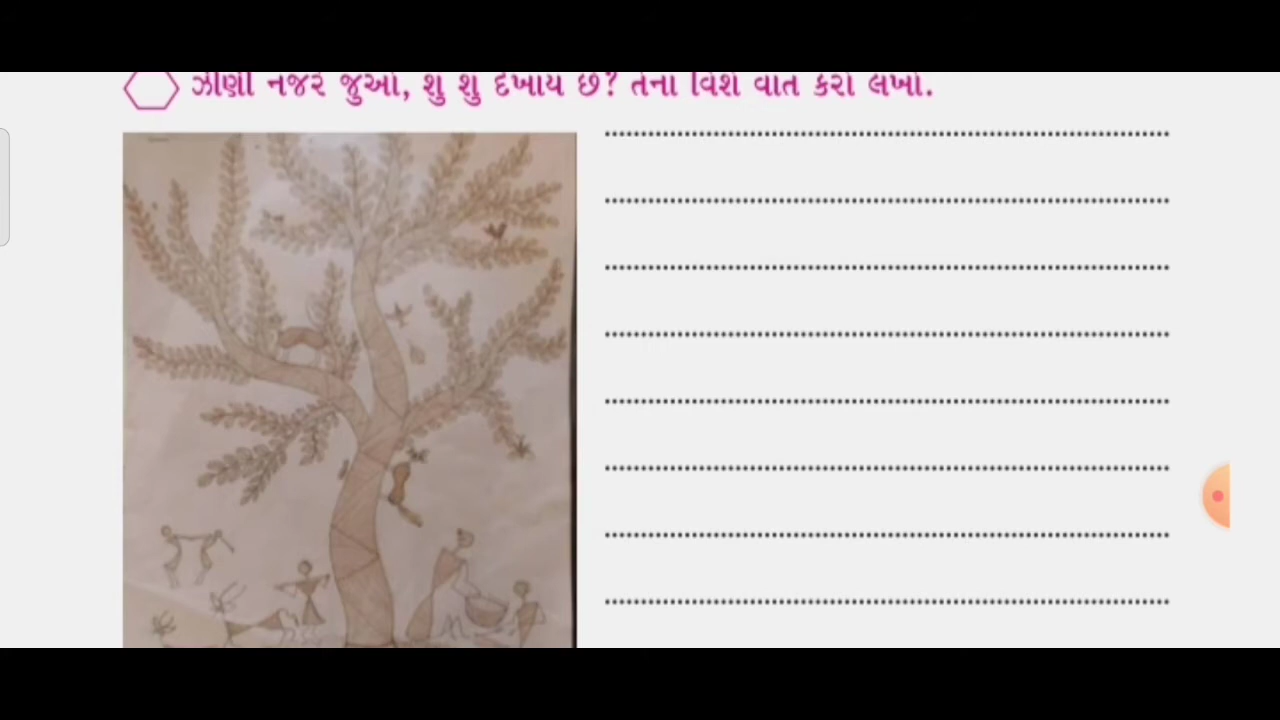 ઝીણી નજરે જુઓ, શું શું દેખાય છે? તેના વિશે વાત કરો લખો.